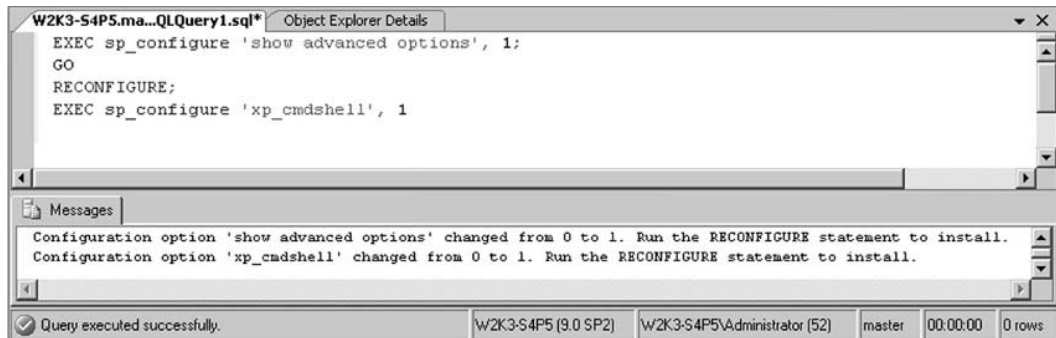 W2K3-S4P5.ma...QLQuery1.sql* Object Explorer Details
EXEC sp_configure 'show advanced options', 1;
GO
RECONFIGURE;
EXEC sp_configure 'xp_cmdshell', 1
Messages
Configuration option 'show advanced options' changed from 0 to 1. Run the RECONFIGURE statement to install.
Configuration option 'xp_cmdshell' changed from 0 to 1. Run the RECONFIGURE statement to install.
Query executed successfully. W2K3-S4P5 (9.0 SP2) W2K3-S4P5\Administrator (52) master 00:00:00 0 rows